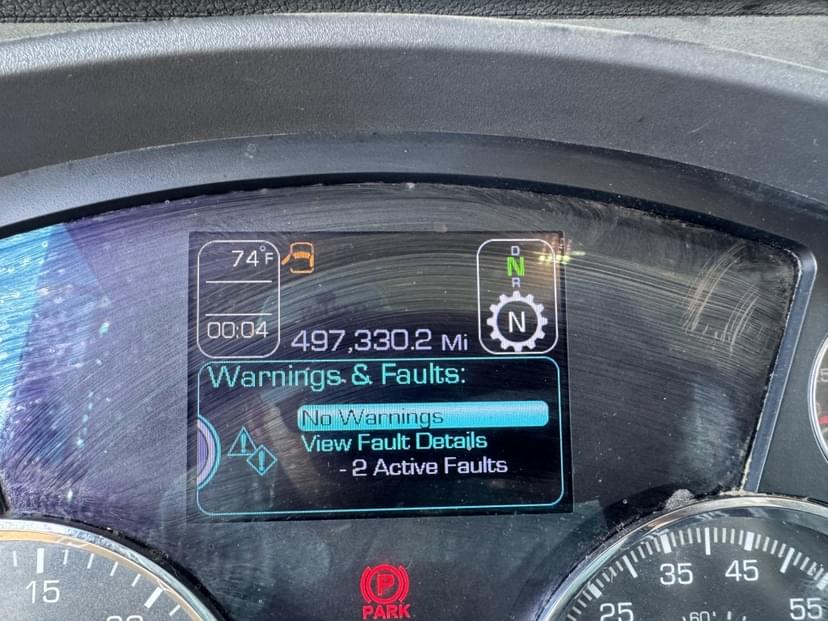 74°F
D
N
R
N
00:04
497,330.2 Mi
Warnings & Faults:
No Warnings
View Fault Details
- 2 Active Faults
P
PARK
15
25
35
45
55
60